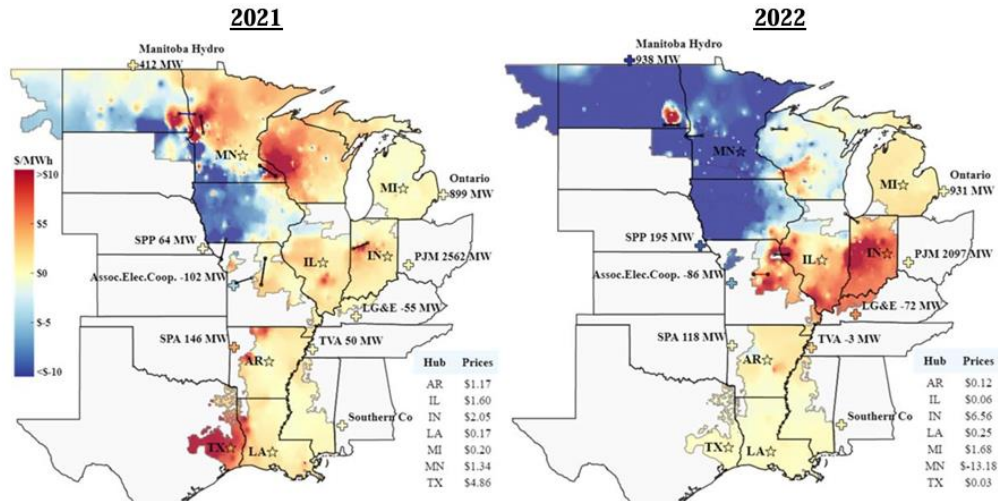 2021
2022
Manitoba Hydro
412 MW
$/MWh
>$10
$5
$0
$-5
<$-10
MN
MI
Ontario
899 MW
SPP 64 MW
Assoc.Elec.Coop. -102 MW
IL
IN
PJM 2562 MW
LG&E -55 MW
SPA 146 MW
TVA 50 MW
AR
Southern Co
TX
LA
Hub Prices
AR $1.17
IL $1.60
IN $2.05
LA $0.17
MI $0.20
MN $1.34
TX $4.86
Manitoba Hydro
938 MW
MN
MI
Ontario
931 MW
SPP 195 MW
Assoc.Elec.Coop. -86 MW
IL
IN
PJM 2097 MW
LG&E -72 MW
SPA 118 MW
TVA -3 MW
AR
Southern Co
TX
LA
Hub Prices
AR $0.12
IL $0.06
IN $6.56
LA $0.25
MI $1.68
MN $-13.18
TX $0.03